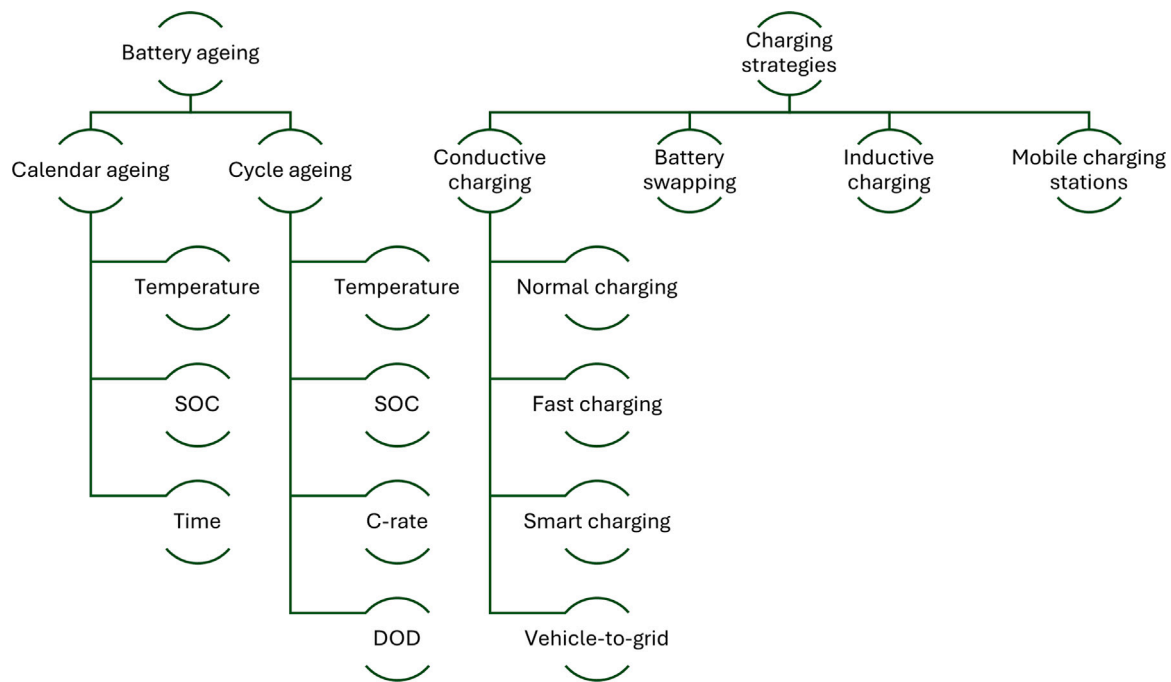 Battery ageing
Charging
strategies
Calendar ageing
Cycle ageing
Conductive
charging
Battery
swapping
Inductive
charging
Mobile charging
stations
Temperature
Temperature
Normal charging
SOC
SOC
Fast charging
Time
C-rate
Smart charging
DOD
Vehicle-to-grid